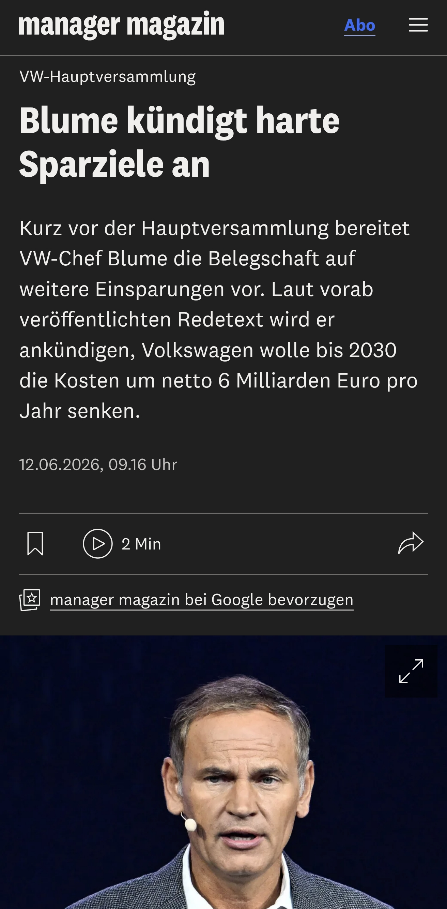 manager magazin
Abo
VW-Hauptversammlung
Blume kündigt harte
Sparziele an
Kurz vor der Hauptversammlung bereitet
VW-Chef Blume die Belegschaft auf
weitere Einsparungen vor. Laut vorab
veröffentlichten Redetext wird er
ankündigen, Volkswagen wolle bis 2030
die Kosten um netto 6 Milliarden Euro pro
Jahr senken.
12.06.2026, 09.16 Uhr
2 Min
manager magazin bei Google bevorzugen